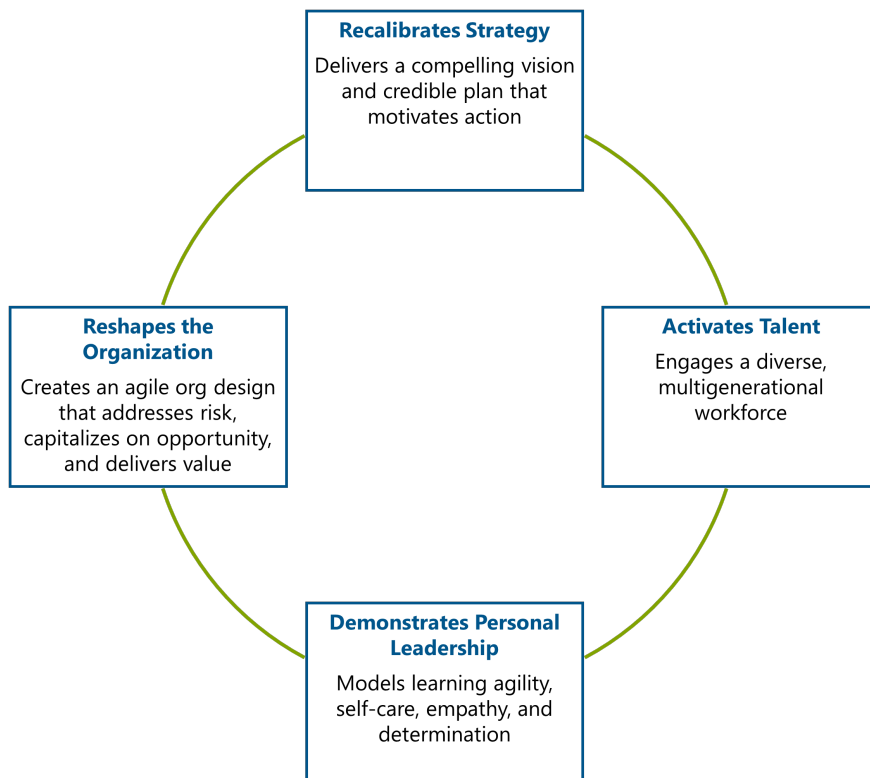 Recalibrates Strategy
Delivers a compelling vision
and credible plan that
motivates action
Reshapes the
Organization
Creates an agile org design
that addresses risk,
capitalizes on opportunity,
and delivers value
Activates Talent
Engages a diverse,
multigenerational
workforce
Demonstrates Personal
Leadership
Models learning agility,
self-care, empathy, and
determination